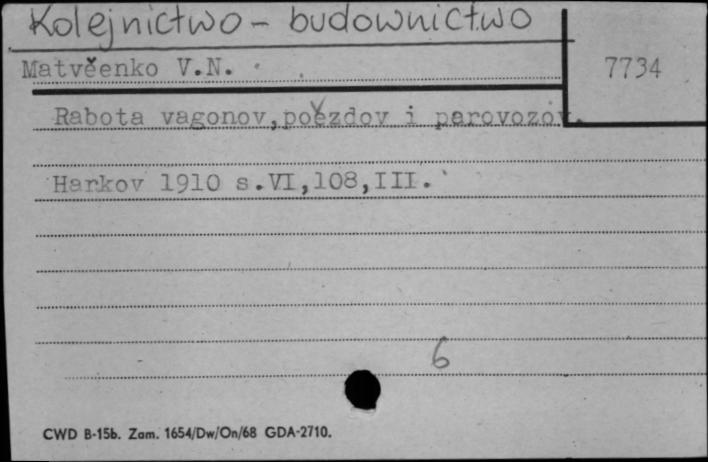 Kolejnictwo - budownictwo
Matvěenko V.N.
7734
Rabota vagonov, poězdov i parovozov.
Harkov 1910 s.VI,108,III.
6
CWD B-15b. Zam. 1654/Dw/On/68 GDA-2710.